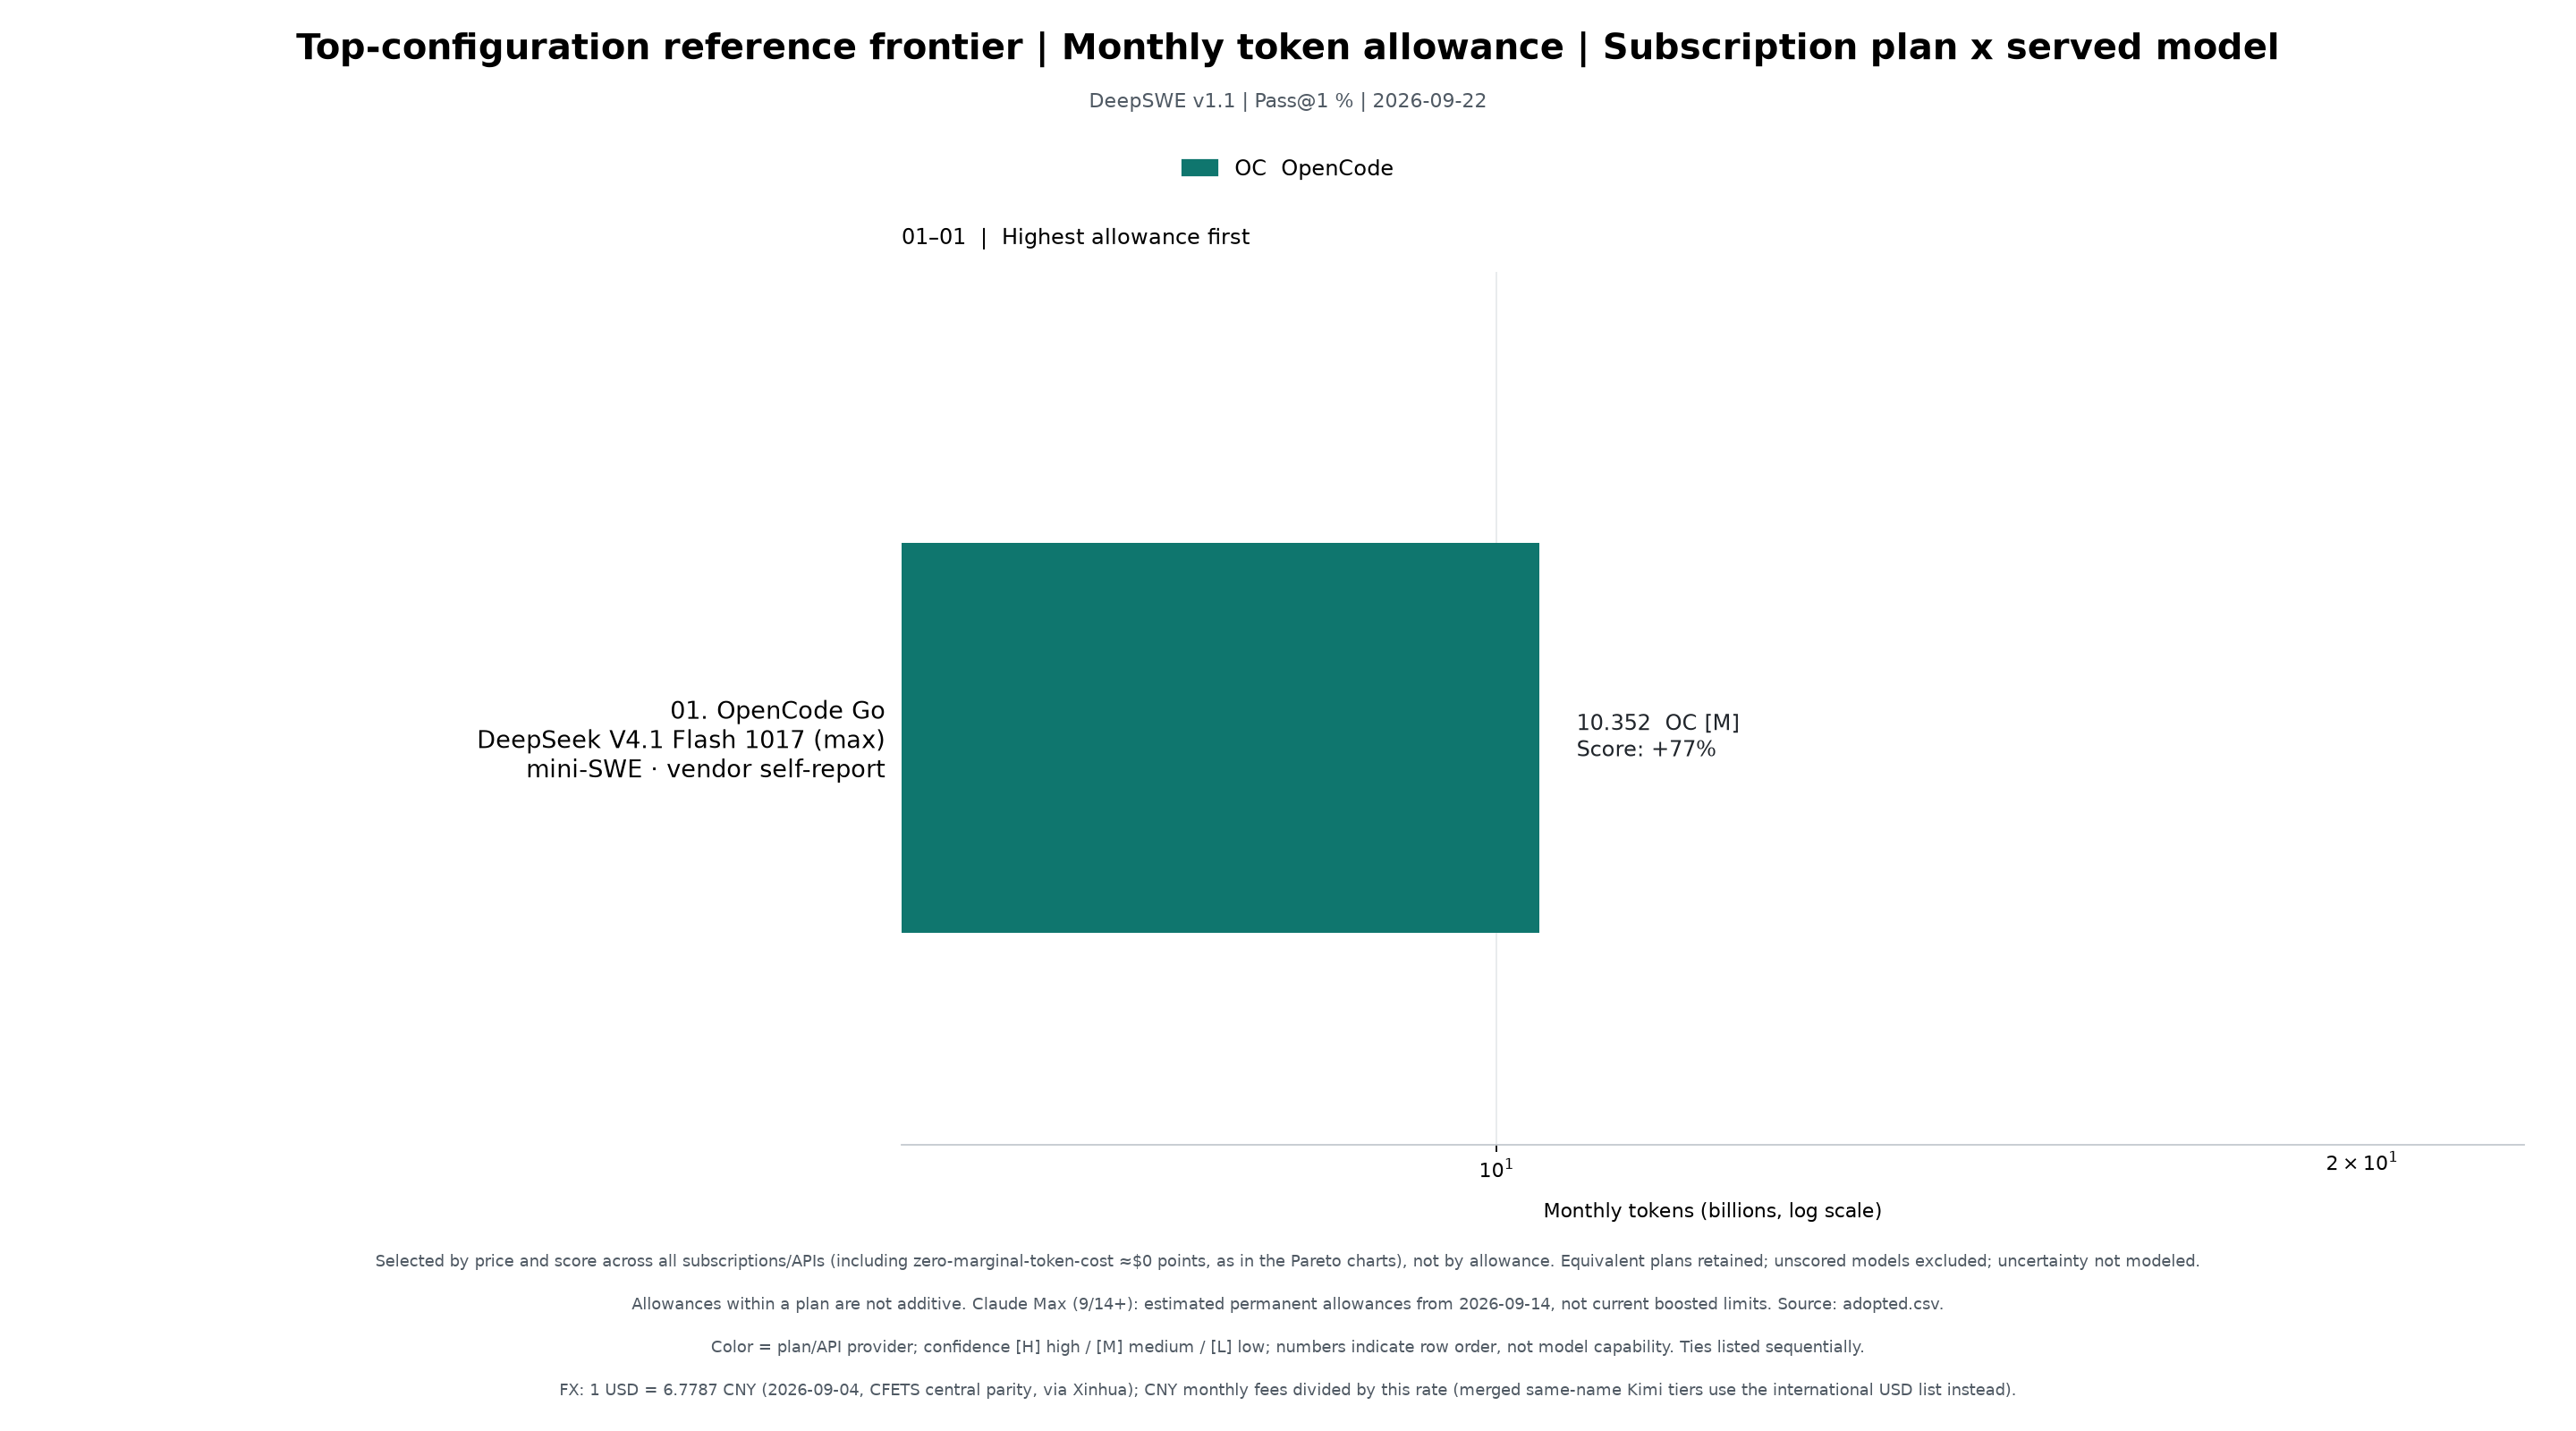 Top-configuration reference frontier | Monthly token allowance | Subscription plan x served model
DeepSWE v1.1 | Pass@1 % | 2026-09-22
OC  OpenCode
01–01  |  Highest allowance first
01. OpenCode Go
DeepSeek V4.1 Flash 1017 (max)
mini-SWE · vendor self-report
10.352  OC [M]
Score: +77%
10¹
2 × 10¹
Monthly tokens (billions, log scale)
Selected by price and score across all subscriptions/APIs (including zero-marginal-token-cost ≈$0 points, as in the Pareto charts), not by allowance. Equivalent plans retained; unscored models excluded; uncertainty not modeled.
Allowances within a plan are not additive. Claude Max (9/14+): estimated permanent allowances from 2026-09-14, not current boosted limits. Source: adopted.csv.
Color = plan/API provider; confidence [H] high / [M] medium / [L] low; numbers indicate row order, not model capability. Ties listed sequentially.
FX: 1 USD = 6.7787 CNY (2026-09-04, CFETS central parity, via Xinhua); CNY monthly fees divided by this rate (merged same-name Kimi tiers use the international USD list instead).